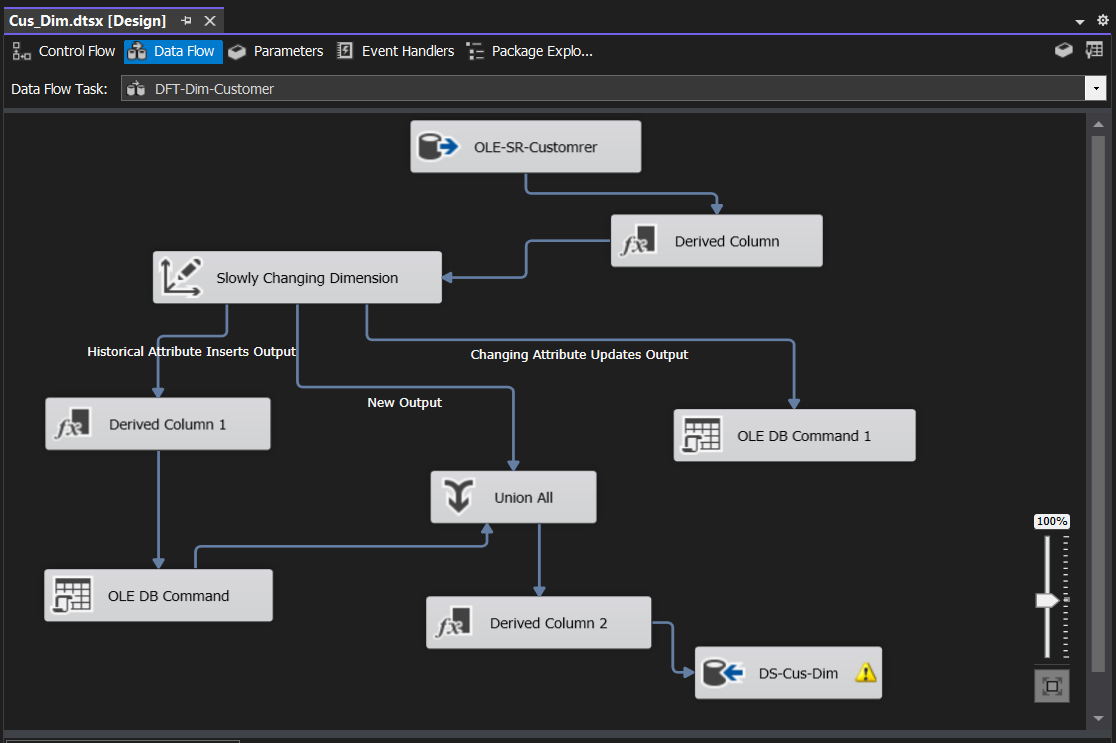 Cus_Dim.dtsx [Design]
Control Flow
Data Flow
Parameters
Event Handlers
Package Explo...
Data Flow Task:
DFT-Dim-Customer
OLE-SR-Customrer
Derived Column
Slowly Changing Dimension
Historical Attribute Inserts Output
Changing Attribute Updates Output
New Output
Derived Column 1
OLE DB Command 1
Union All
100%
OLE DB Command
Derived Column 2
DS-Cus-Dim